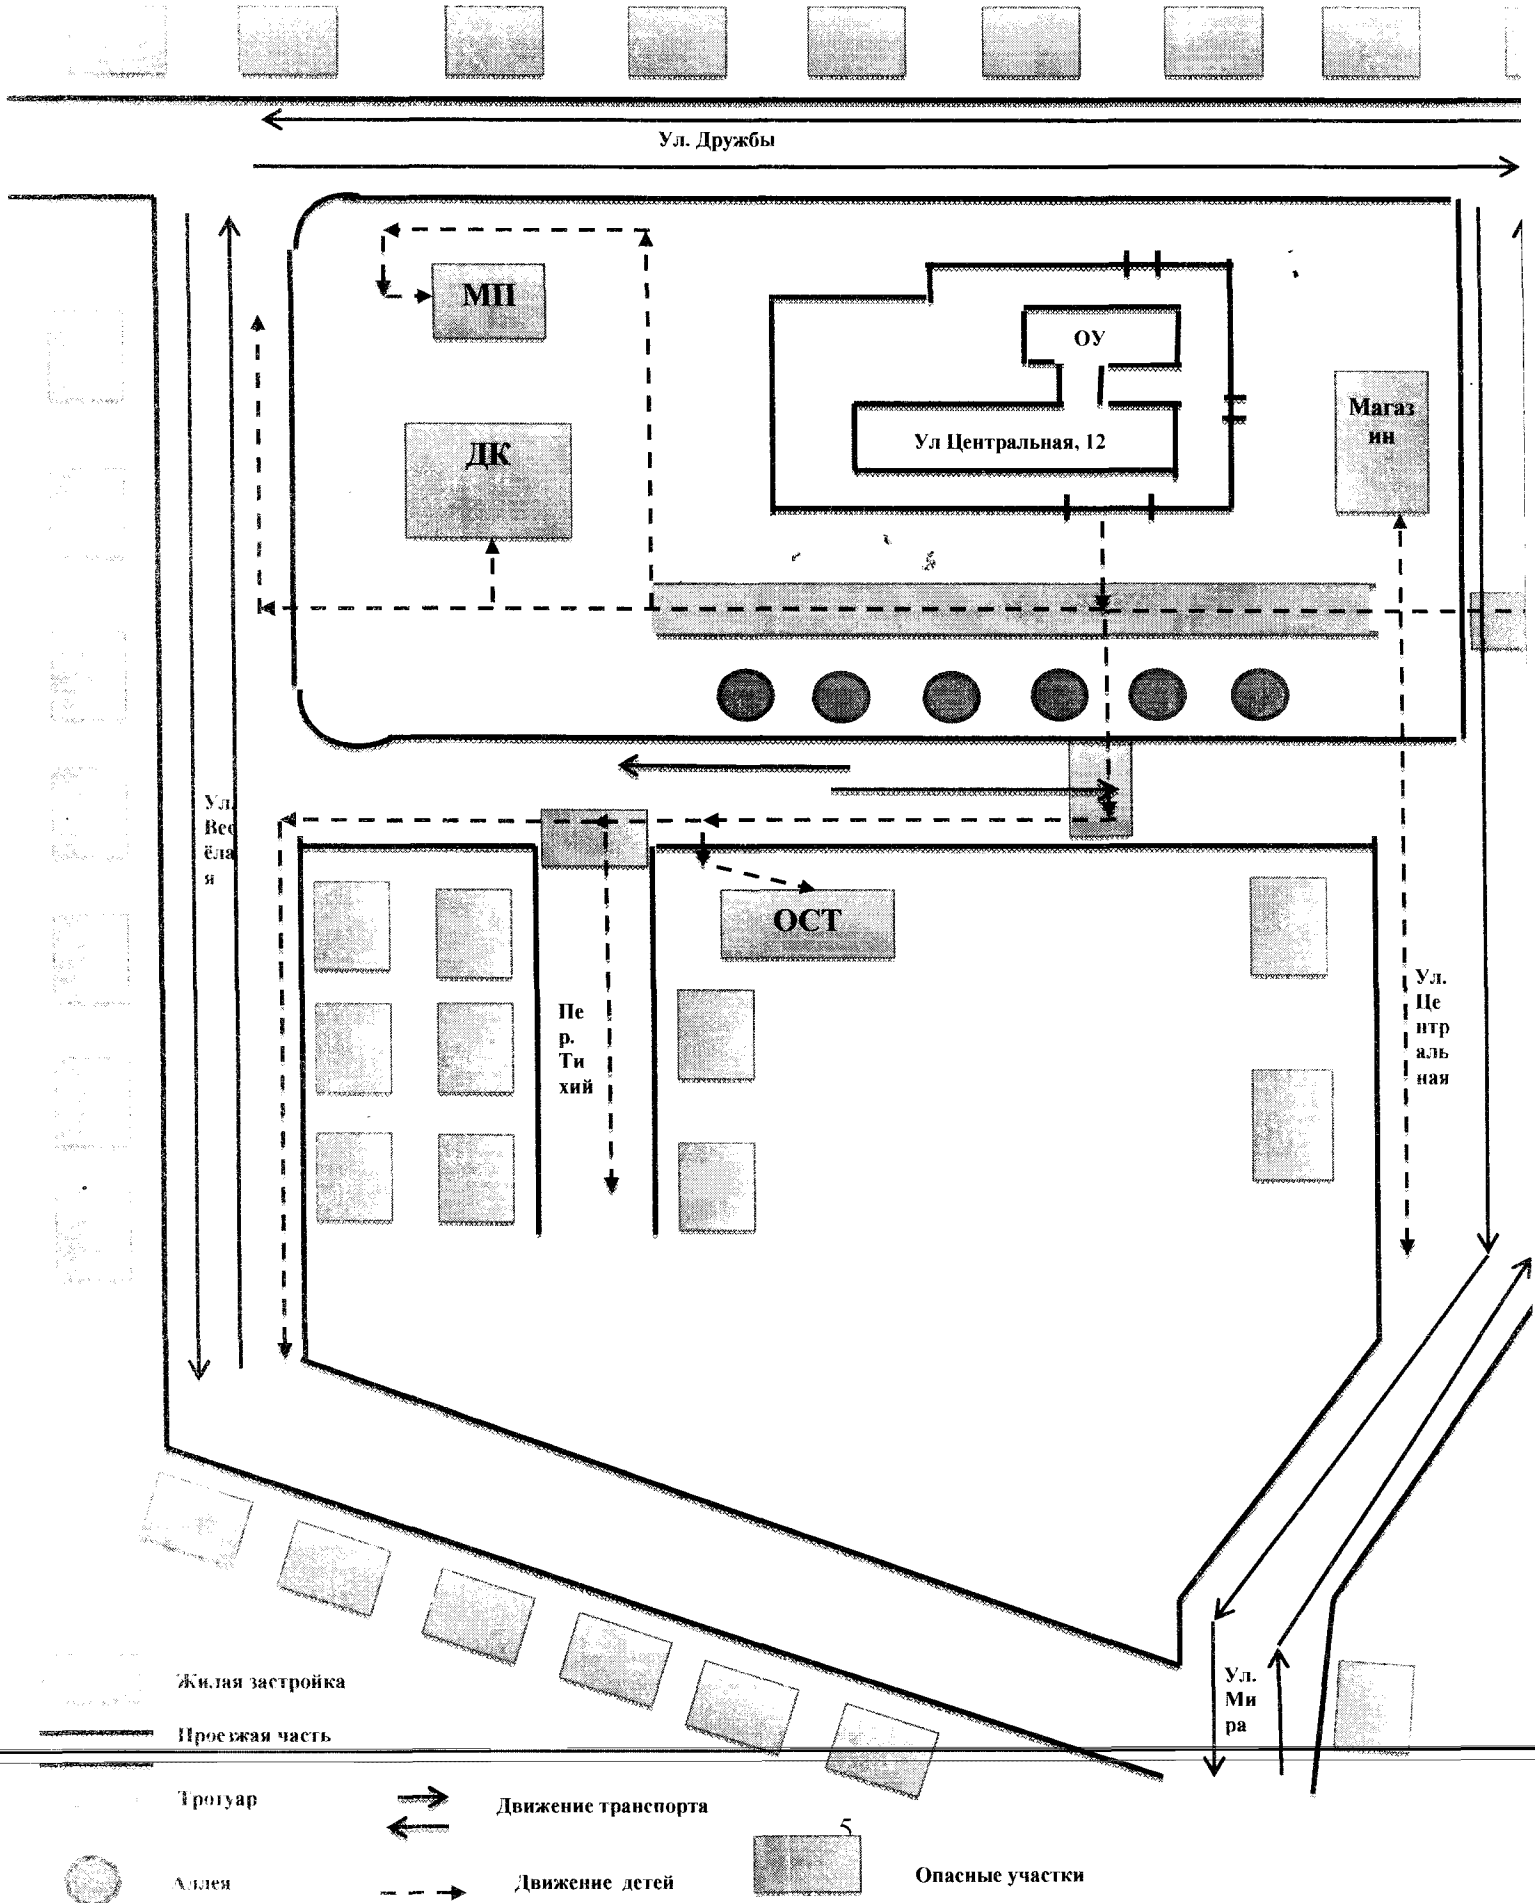 Ул. Дружбы
МП
ОУ
Магаз
ин
ДК
Ул Центральная, 12
Ул.
Вес
ёла
я
ОСТ
Пе
р.
Ти
хий
Ул.
Це
нтр
аль
ная
Ул.
Ми
ра
Жилая застройка
Проезжая часть
Тротуар
Движение транспорта
5
Аллея
Движение детей
Опасные участки